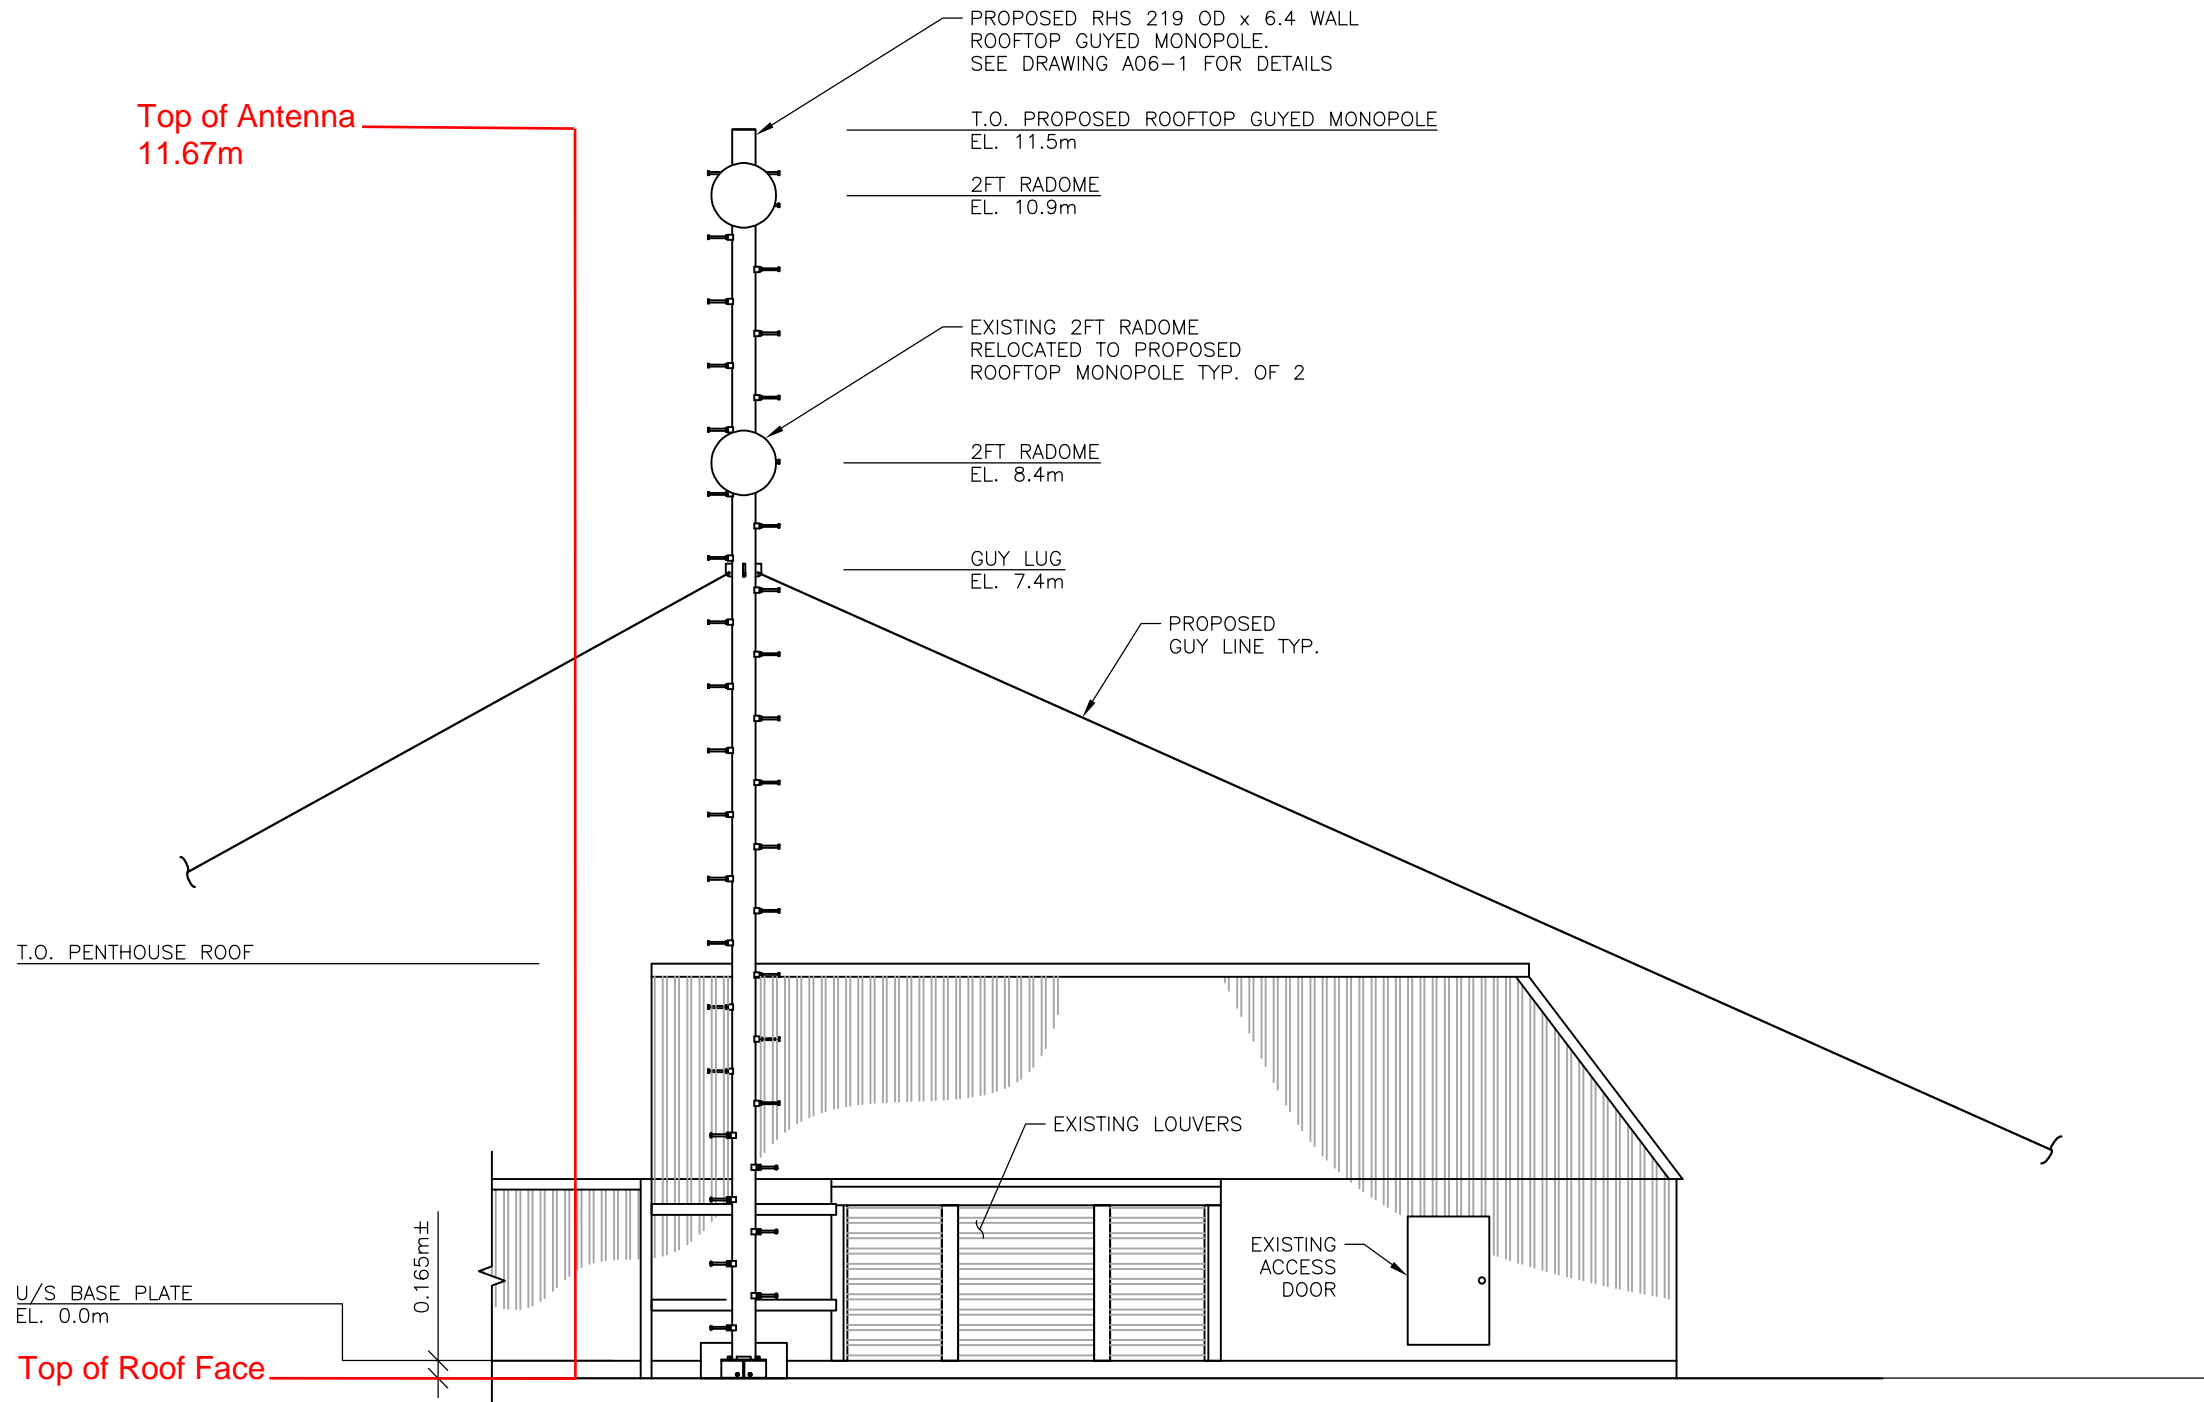 PROPOSED RHS 219 OD x 6.4 WALL
ROOFTOP GUYED MONOPOLE.
SEE DRAWING A06-1 FOR DETAILS
Top of Antenna
11.67m
T.O. PROPOSED ROOFTOP GUYED MONOPOLE
EL. 11.5m
2FT RADOME
EL. 10.9m
EXISTING 2FT RADOME
RELOCATED TO PROPOSED
ROOFTOP MONOPOLE TYP. OF 2
2FT RADOME
EL. 8.4m
GUY LUG
EL. 7.4m
PROPOSED
GUY LINE TYP.
T.O. PENTHOUSE ROOF
EXISTING LOUVERS
EXISTING
ACCESS
DOOR
0.165m±
U/S BASE PLATE
EL. 0.0m
Top of Roof Face